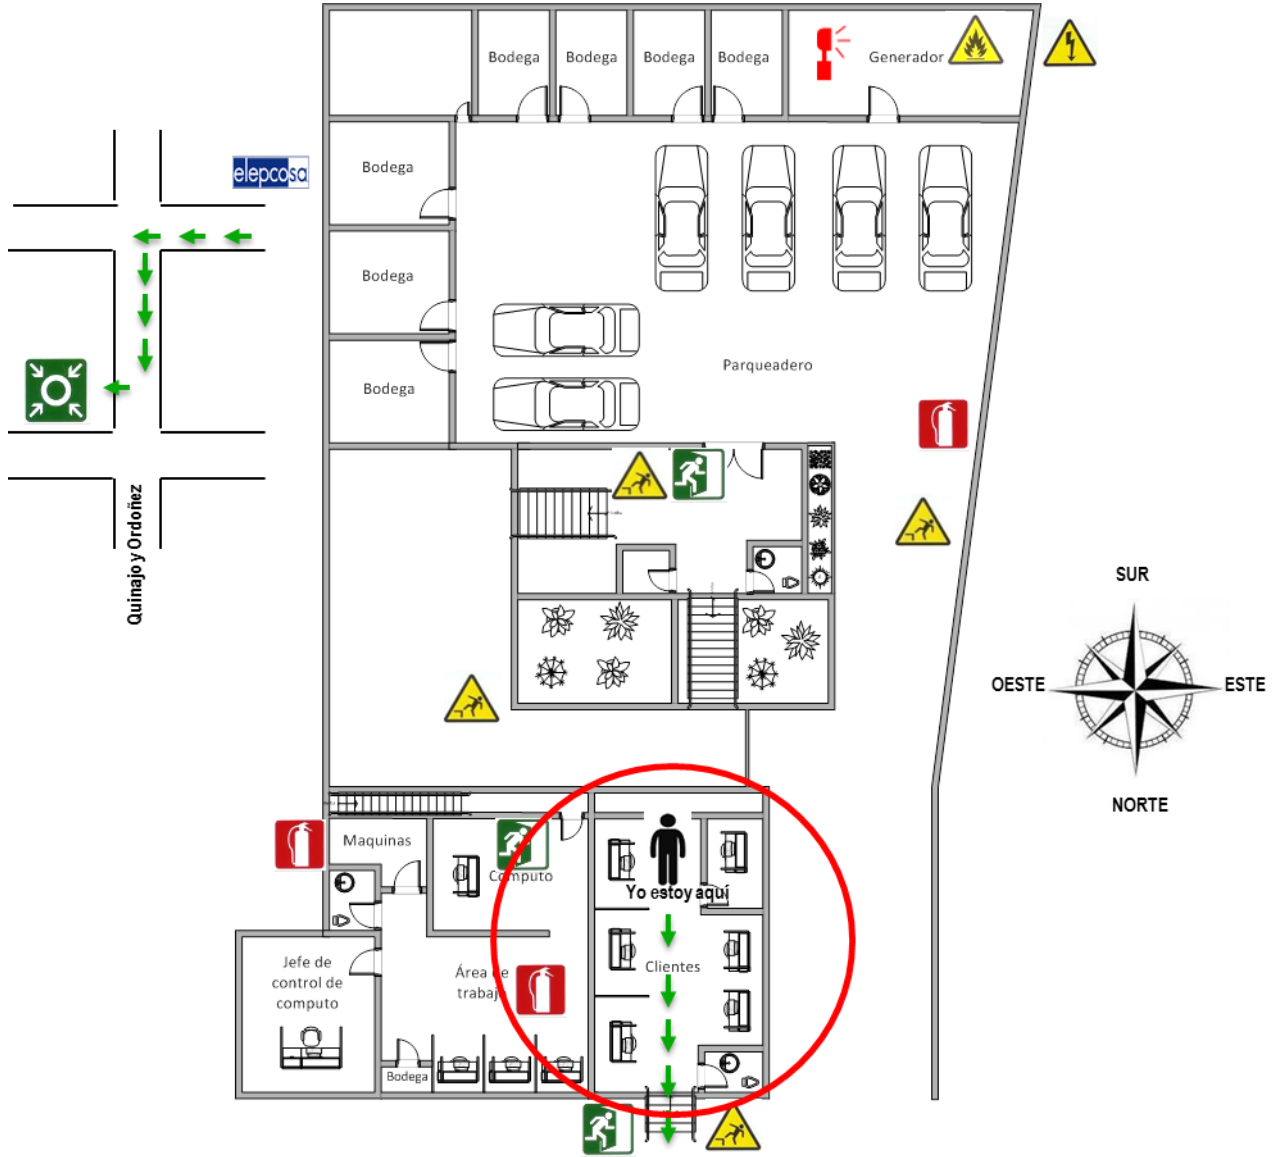 Bodega
Bodega
Bodega
Bodega
Generador
elepcosa
Bodega
Bodega
Bodega
Parqueadero
Quinajo y Ordoñez
SUR
OESTE
ESTE
NORTE
Maquinas
Computo
Yo estoy aquí
Jefe de
control de
computo
Área de
trabajo
Clientes
Bodega